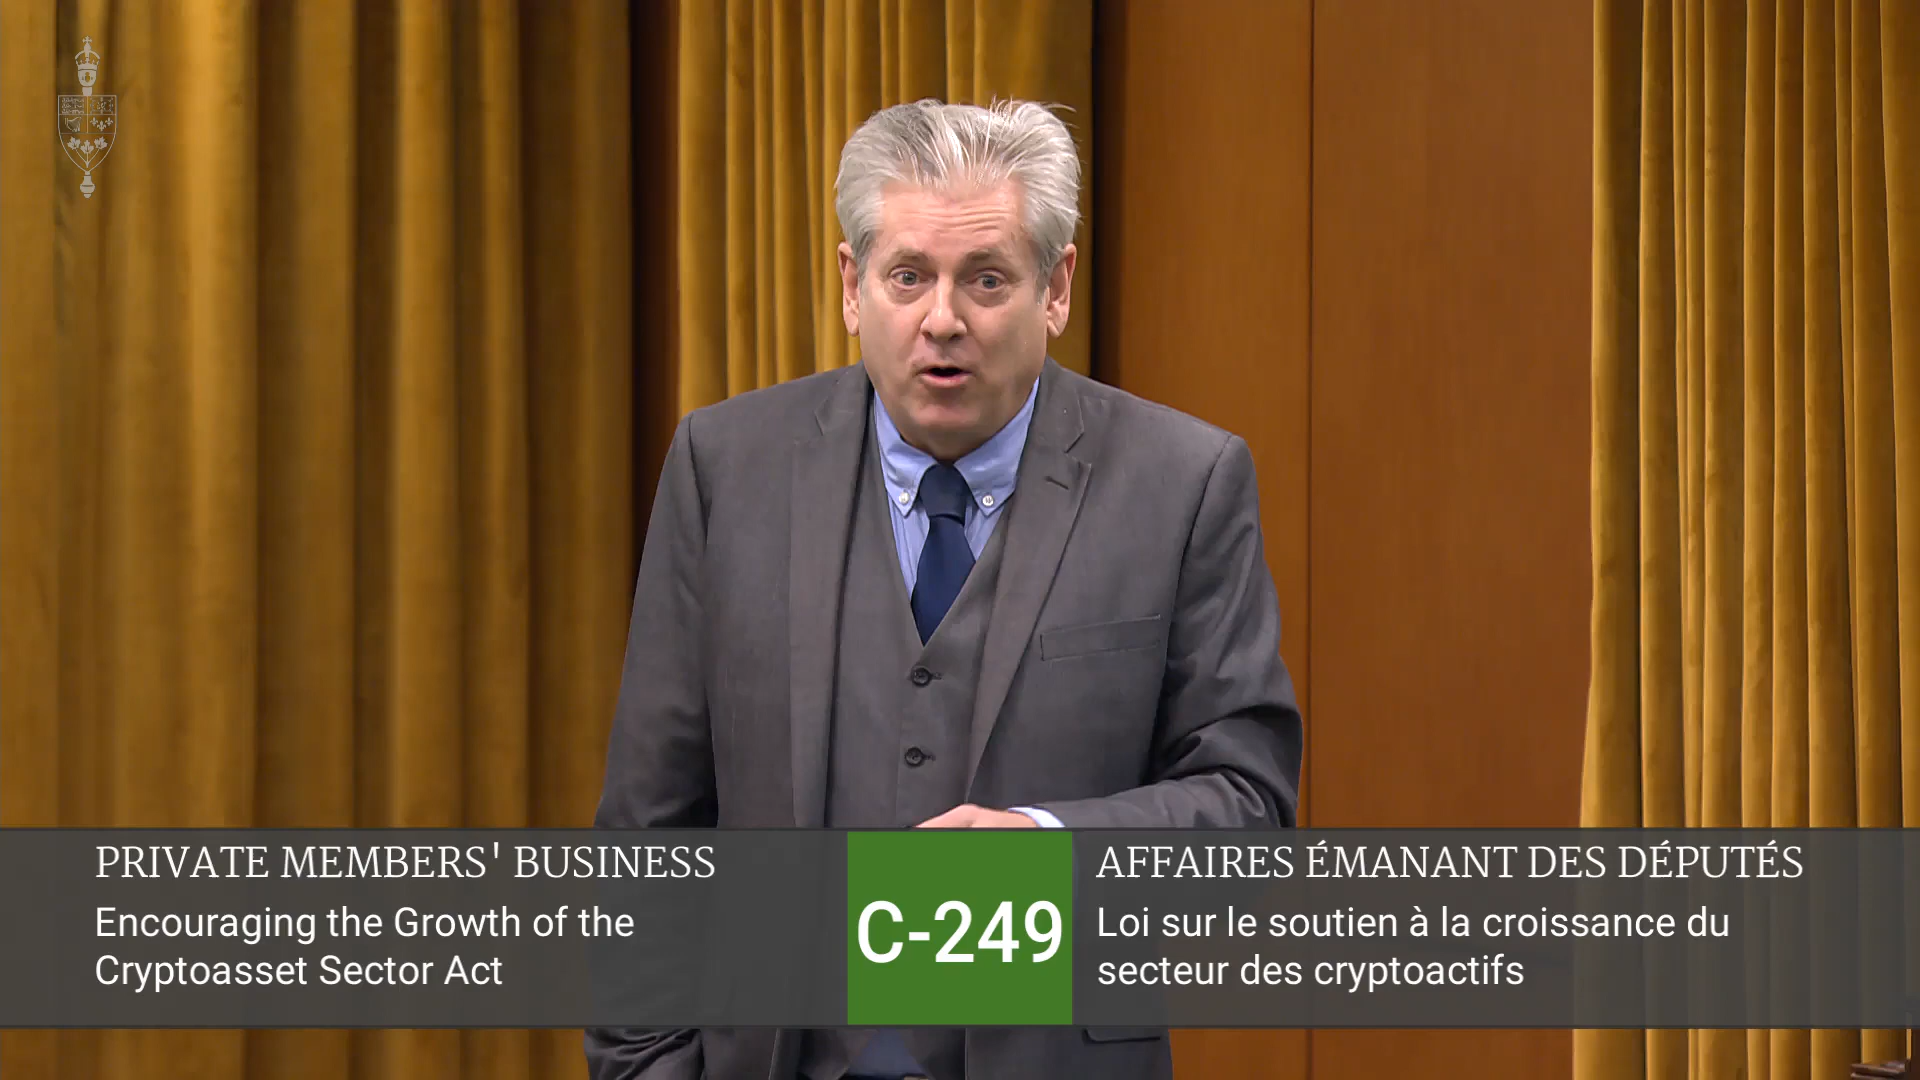 PRIVATE MEMBERS' BUSINESS
Encouraging the Growth of the
Cryptoasset Sector Act
C-249
AFFAIRES ÉMANANT DES DÉPUTÉS
Loi sur le soutien à la croissance du
secteur des cryptoactifs